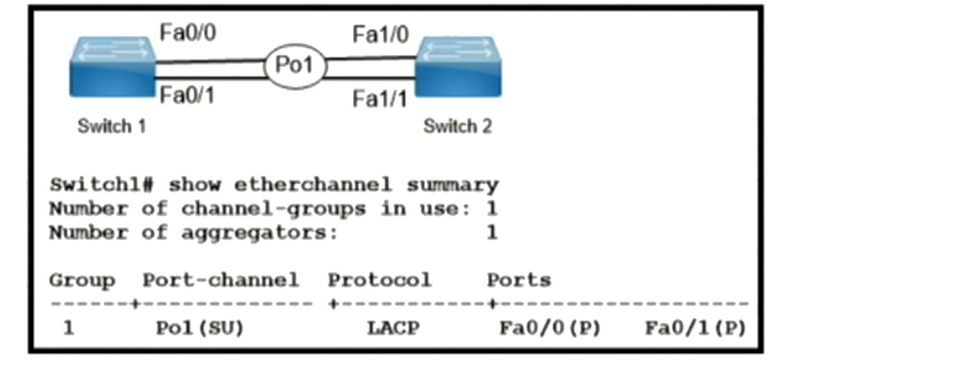 Fa0/0 Fa1/0
Po1
Fa0/1 Fa1/1
Switch 1 Switch 2
Switch1# show etherchannel summary
Number of channel-groups in use: 1
Number of aggregators: 1
Group Port-channel Protocol Ports
------+------------- +-----------+-------------------
1 Po1(SU) LACP Fa0/0(P) Fa0/1(P)